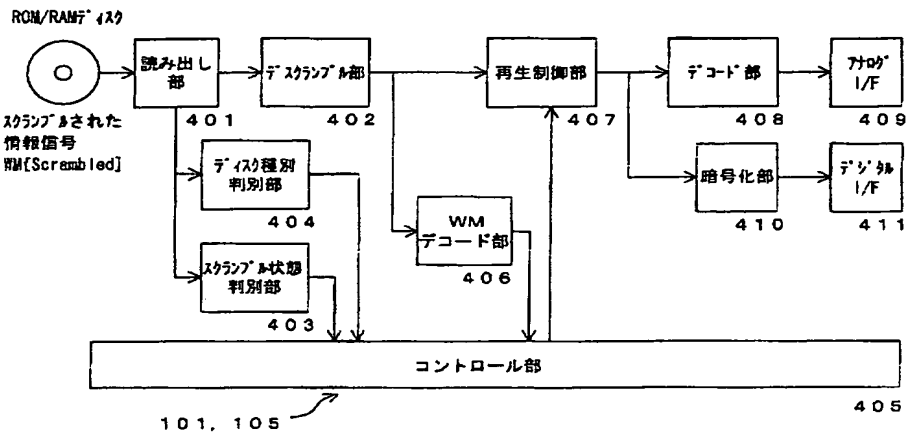 ROM/RAMディスク
スクランブルされた
情報信号
WM[Scrambled]
読み出し
部
401
デスクランブル部
402
再生制御部
407
デコード部
408
アナログ
I/F
409
ディスク種別
判別部
404
スクランブル状態
判別部
403
WM
デコード部
406
暗号化部
410
デジタル
I/F
411
コントロール部
405
101, 105